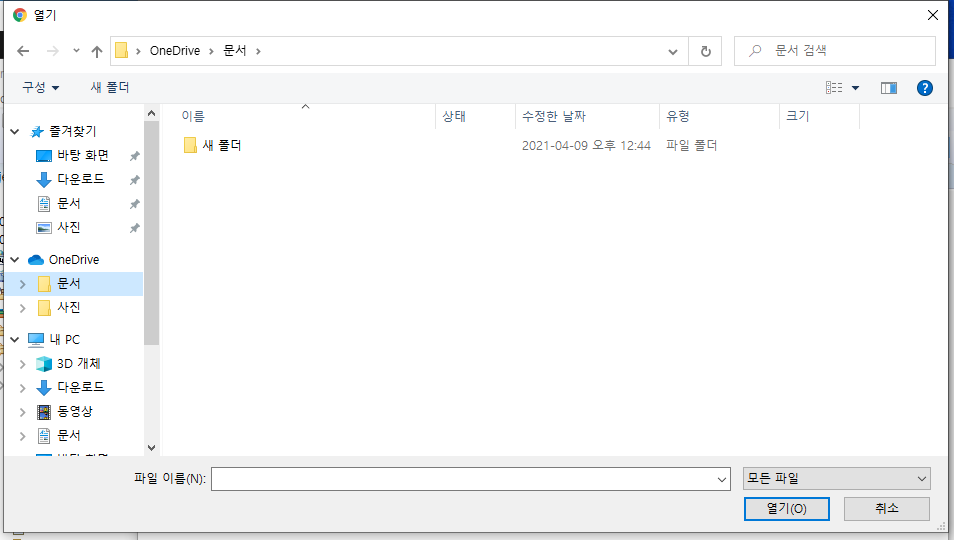 열기
OneDrive > 문서 >
문서 검색
구성
새 폴더
이름 상태 수정한 날짜 유형 크기
새 폴더 2021-04-09 오후 12:44 파일 폴더
즐겨찾기
바탕 화면
다운로드
문서
사진
OneDrive
문서
사진
내 PC
3D 개체
다운로드
동영상
문서
파일 이름(N):
모든 파일
열기(O)
취소